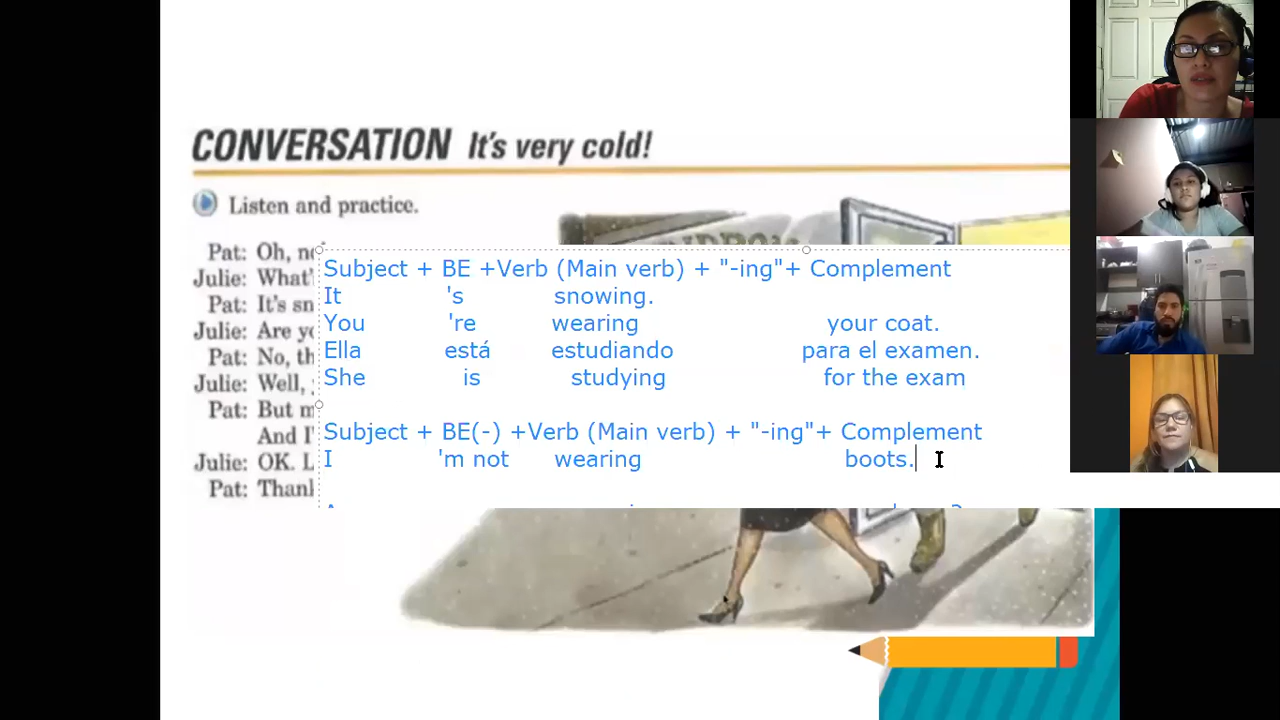 CONVERSATION It's very cold!
Listen and practice.
Pat: Oh,
Julie: What'
Pat: It's
Julie: Are
Pat: No,
Julie: Well,
Pat: But
And
Julie: OK.
Pat:
Subject + BE +Verb (Main verb) + "-ing"+ Complement
It 's snowing.
You 're wearing your coat.
Ella está estudiando para el examen.
She is studying for the exam
Subject + BE(-) +Verb (Main verb) + "-ing"+ Complement
I 'm not wearing boots.